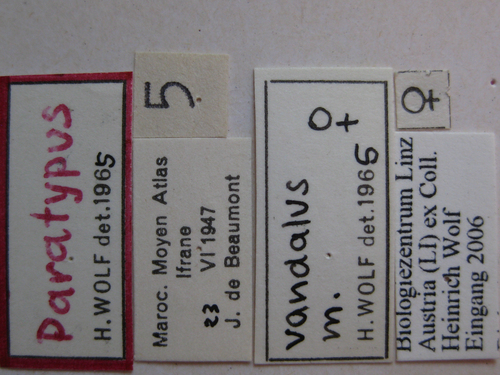 Paratypus
H. WOLF det. 1965
5
Maroc. Moyen Atlas
Ifrane
23 VI 1947
J. de Beaumont
vandalus ♀
m.
H. WOLF det. 1965
♀
Biologiezentrum Linz
Austria (LI) ex Coll.
Heinrich Wolf
Eingang 2006